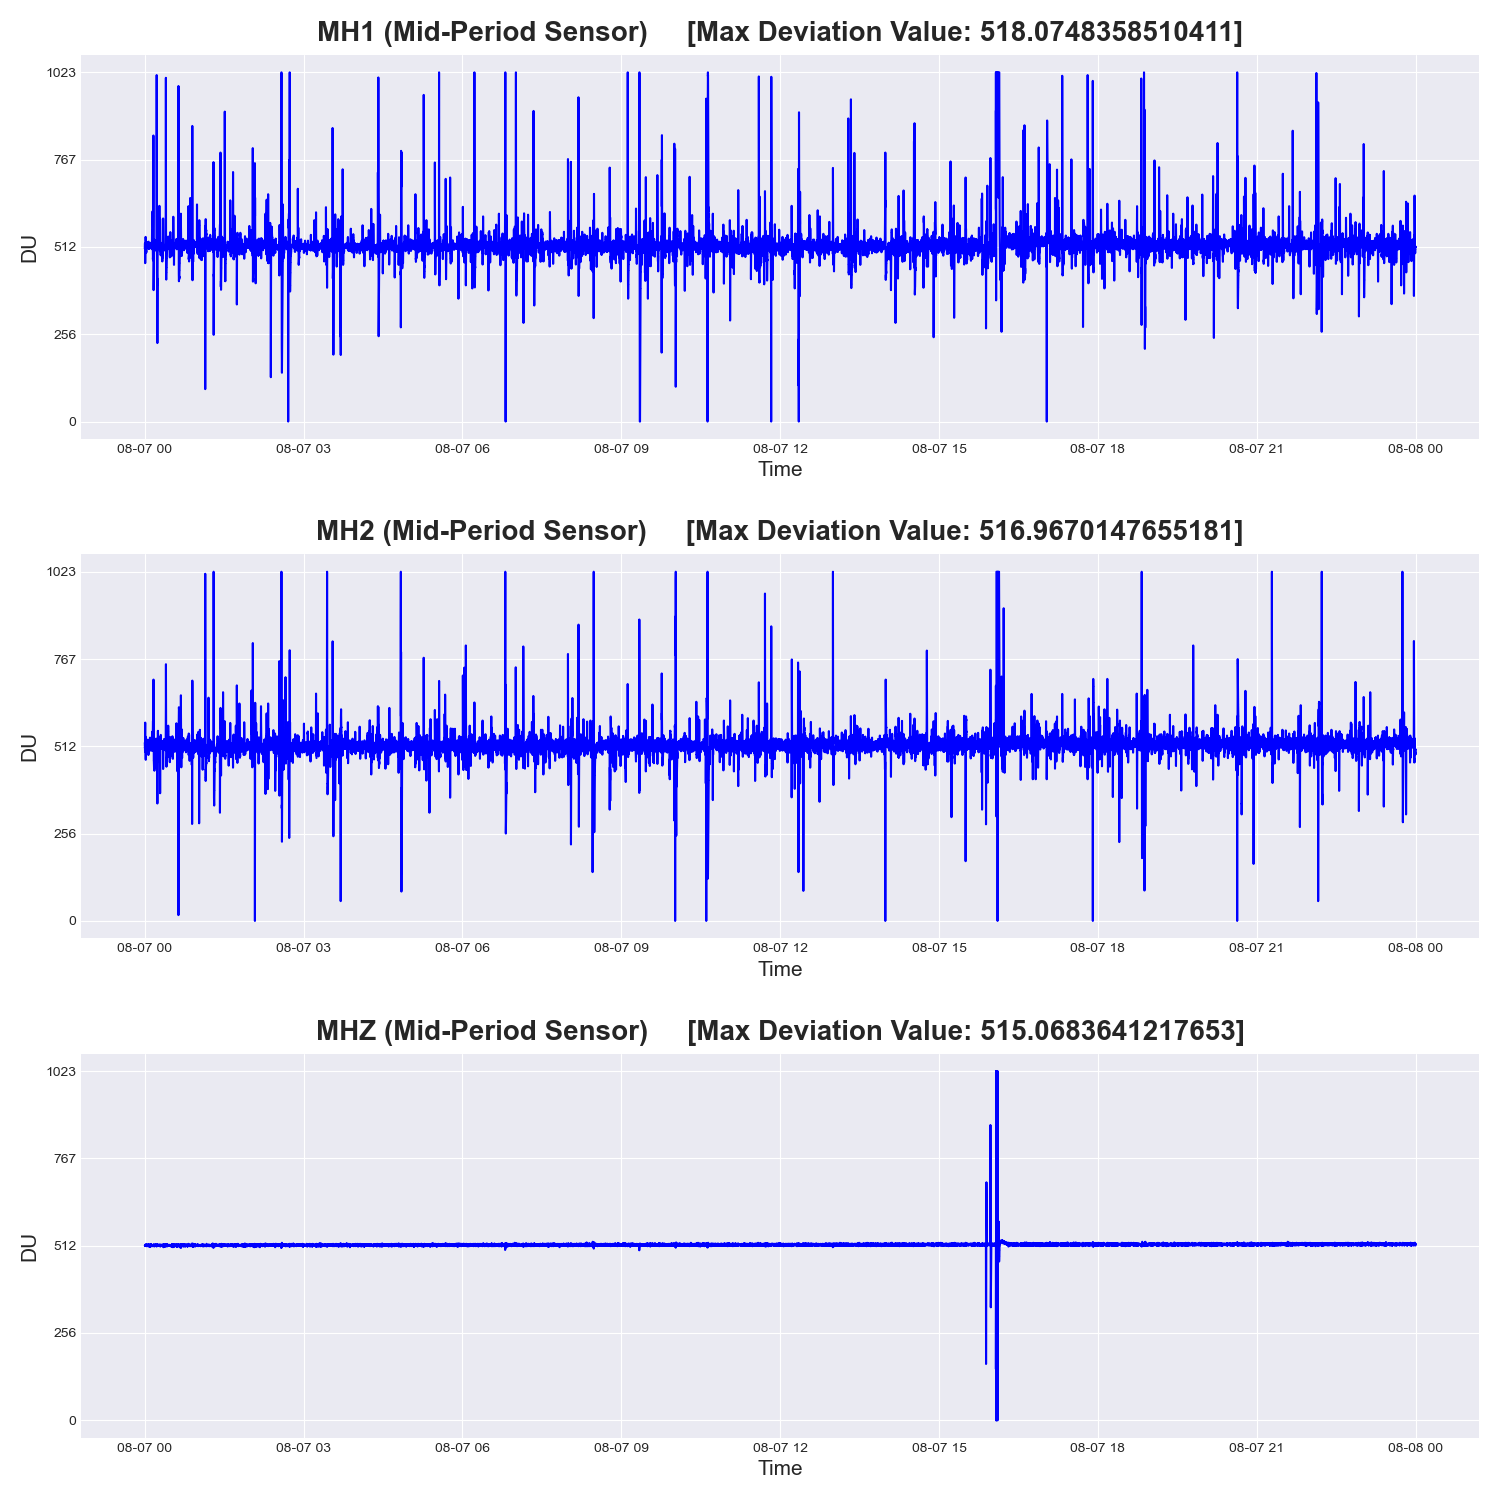 MH1 (Mid-Period Sensor) [Max Deviation Value: 518.0748358510411]
1023
767
512
256
0
DU
08-07 00 08-07 03 08-07 06 08-07 09 08-07 12 08-07 15 08-07 18 08-07 21 08-08 00
Time
MH2 (Mid-Period Sensor) [Max Deviation Value: 516.9670147655181]
1023
767
512
256
0
DU
08-07 00 08-07 03 08-07 06 08-07 09 08-07 12 08-07 15 08-07 18 08-07 21 08-08 00
Time
MHZ (Mid-Period Sensor) [Max Deviation Value: 515.0683641217653]
1023
767
512
256
0
DU
08-07 00 08-07 03 08-07 06 08-07 09 08-07 12 08-07 15 08-07 18 08-07 21 08-08 00
Time